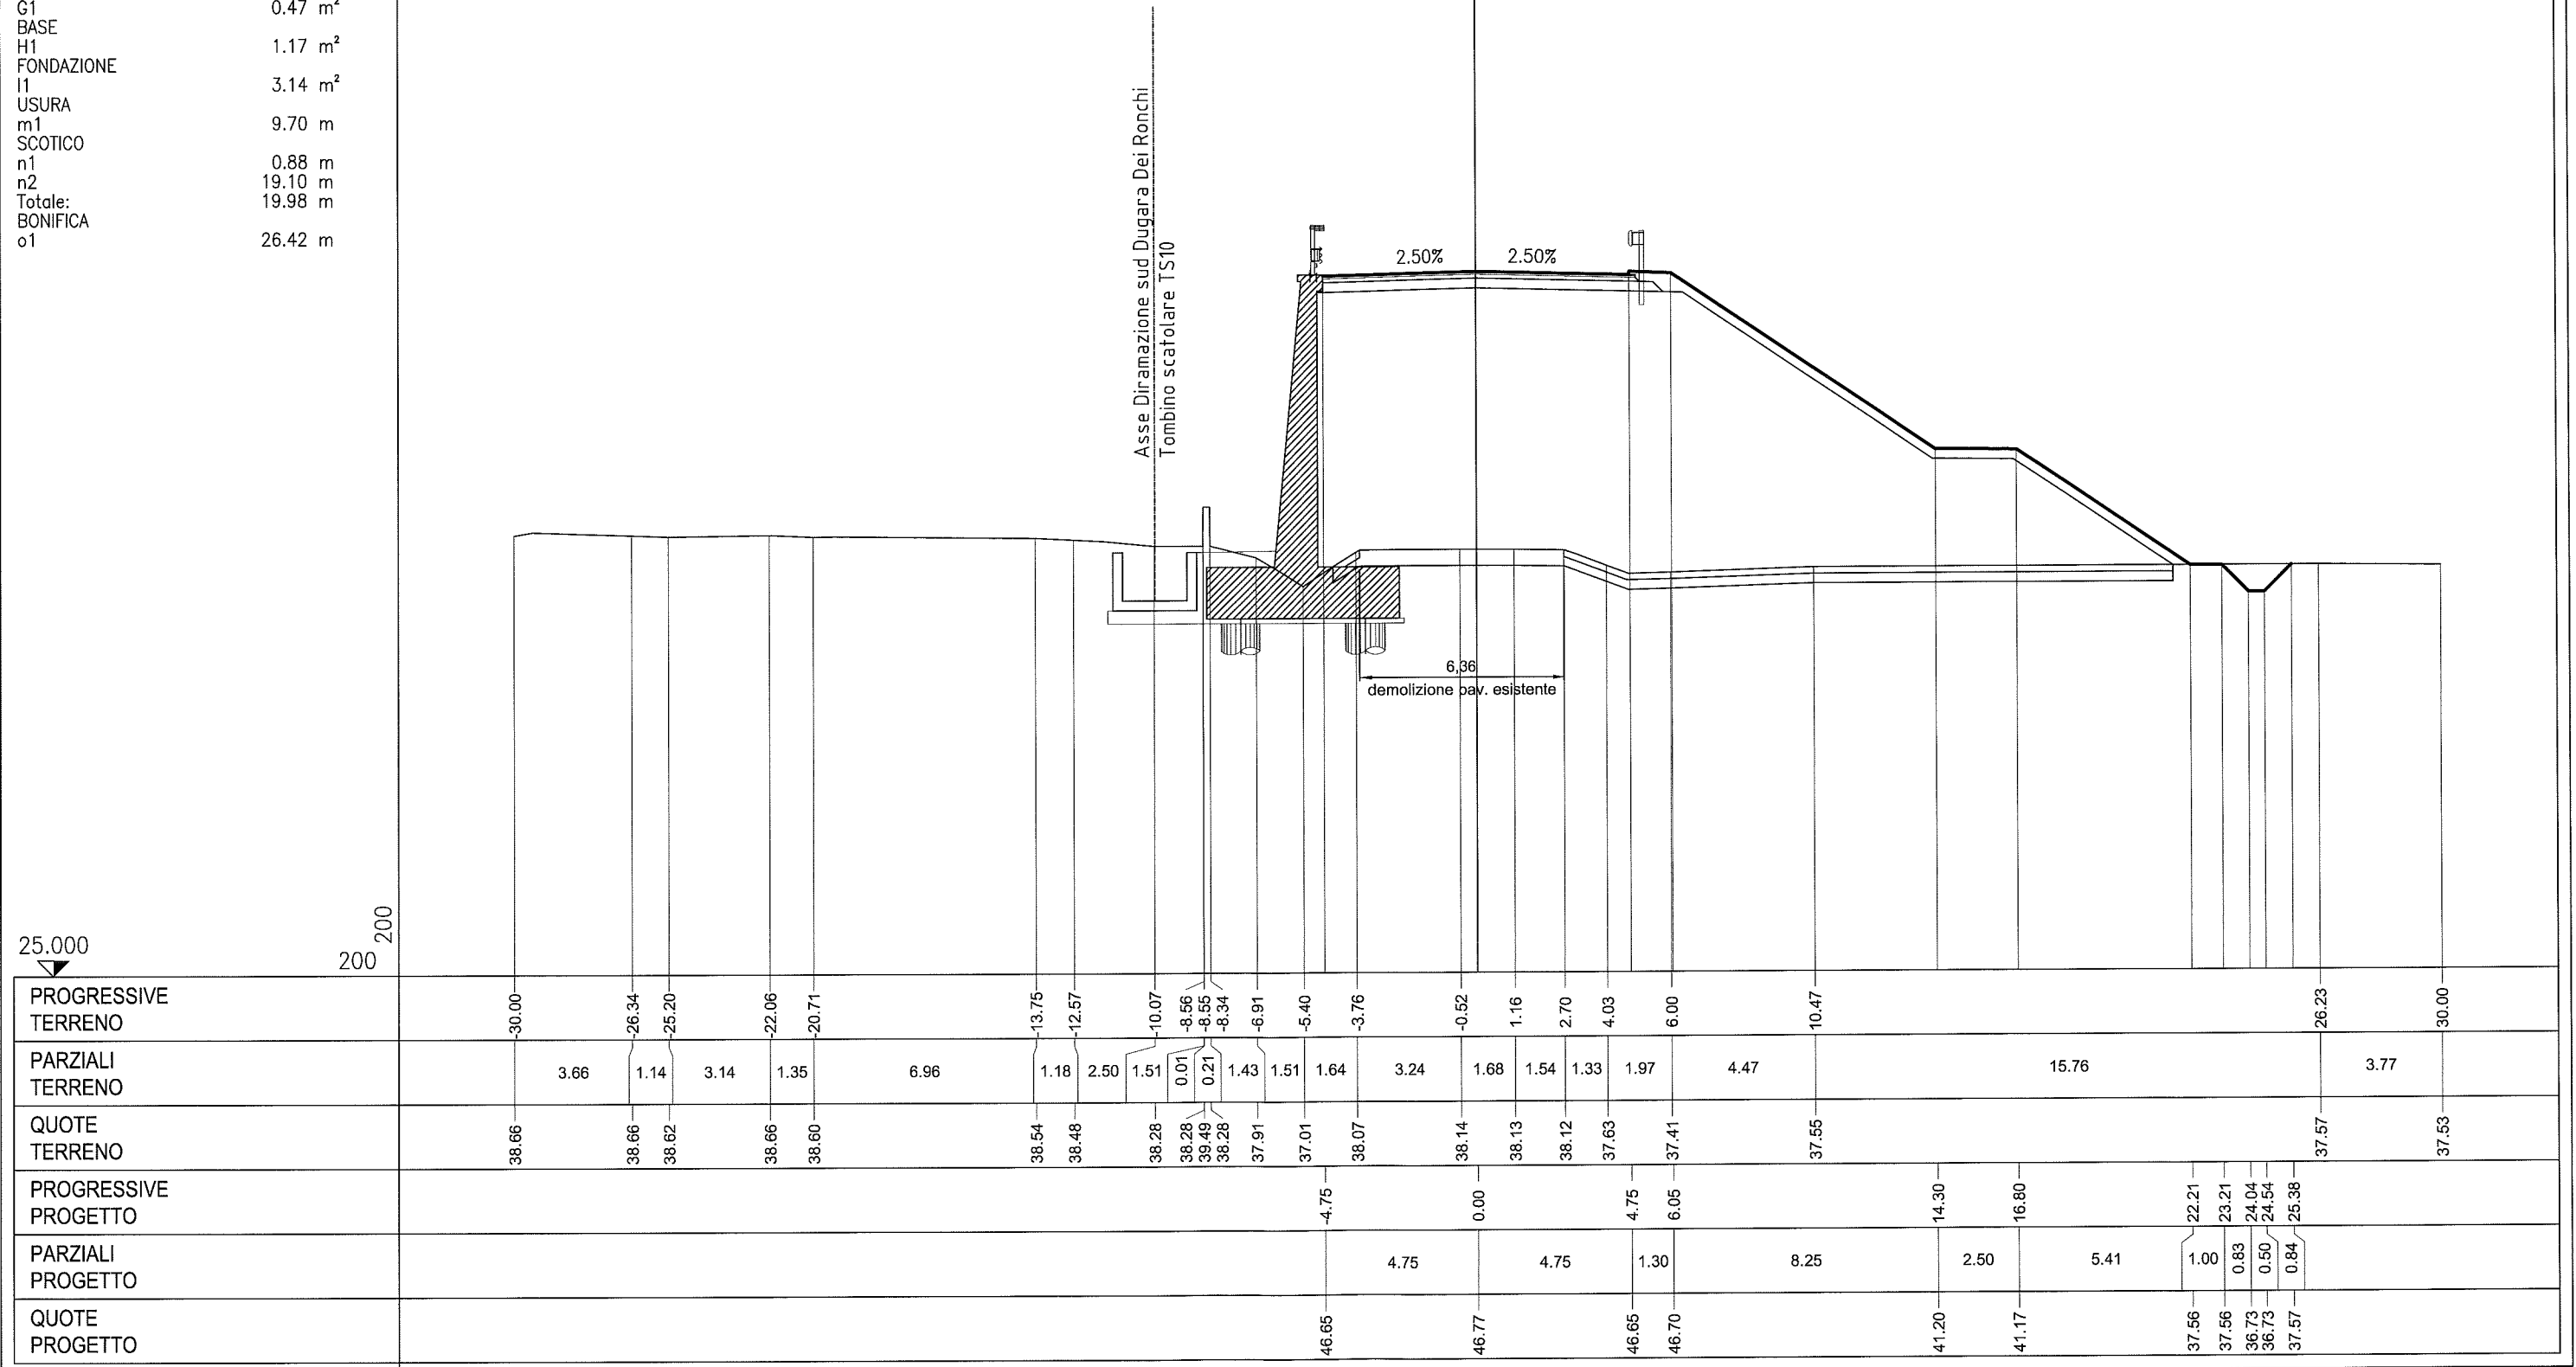 G1 0.47 m²
BASE
H1 1.17 m²
FONDAZIONE
I1 3.14 m²
USURA
m1 9.70 m
SCOTICO
n1 0.88 m
n2 19.10 m
Totale: 19.98 m
BONIFICA
o1 26.42 m
Asse Diramazione sud Dugara Dei Ronchi
Tombino scatolare TS10
2.50% 2.50%
6,36
demolizione pav. esistente
25.000
200
200
PROGRESSIVE
TERRENO
-30.00 -26.34 -25.20 -22.06 -20.71 -13.75 -12.57 -10.07 -8.56 -8.55 -8.34 -6.91 -5.40 -3.76 -0.52 1.16 2.70 4.03 6.00 10.47 26.23 30.00
PARZIALI
TERRENO
3.66 1.14 3.14 1.35 6.96 1.18 2.50 1.51 0.01 0.21 1.43 1.51 1.64 3.24 1.68 1.54 1.33 1.97 4.47 15.76 3.77
QUOTE
TERRENO
38.66 38.66 38.62 38.66 38.60 38.54 38.48 38.28 38.28 39.49 38.28 37.91 37.01 38.07 38.14 38.13 38.12 37.63 37.41 37.55 37.57 37.53
PROGRESSIVE
PROGETTO
-4.75 0.00 4.75 6.05 14.30 16.80 22.21 23.21 24.04 24.54 25.38
PARZIALI
PROGETTO
4.75 4.75 1.30 8.25 2.50 5.41 1.00 0.83 0.50 0.84
QUOTE
PROGETTO
46.65 46.77 46.65 46.70 41.20 41.17 37.56 37.56 36.73 36.73 37.57